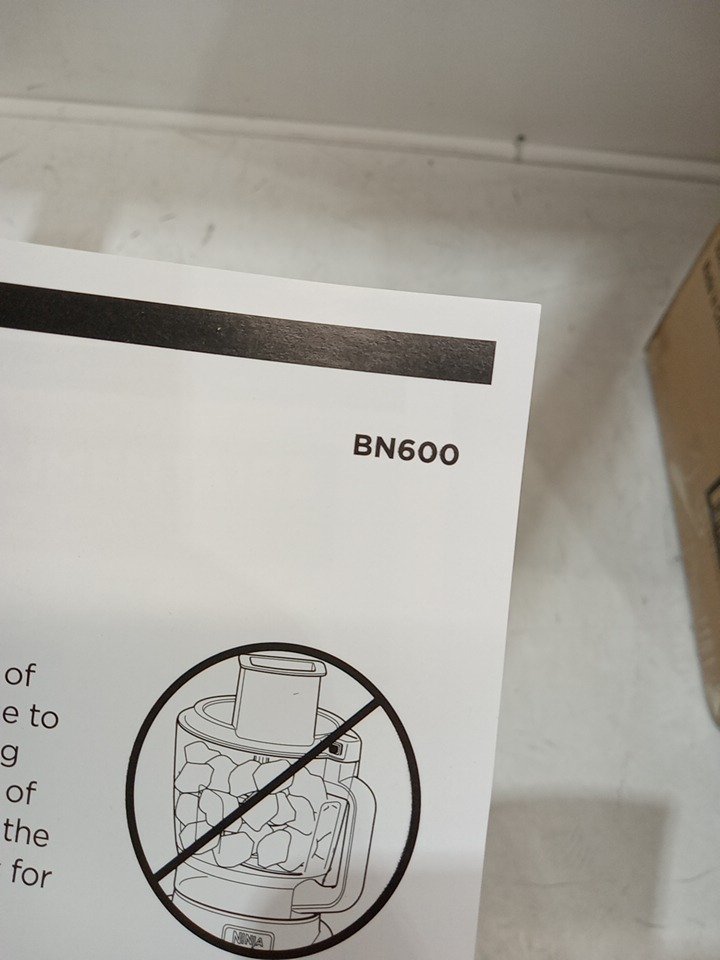 BN600
of
e to
g
of
the
for
NINJA